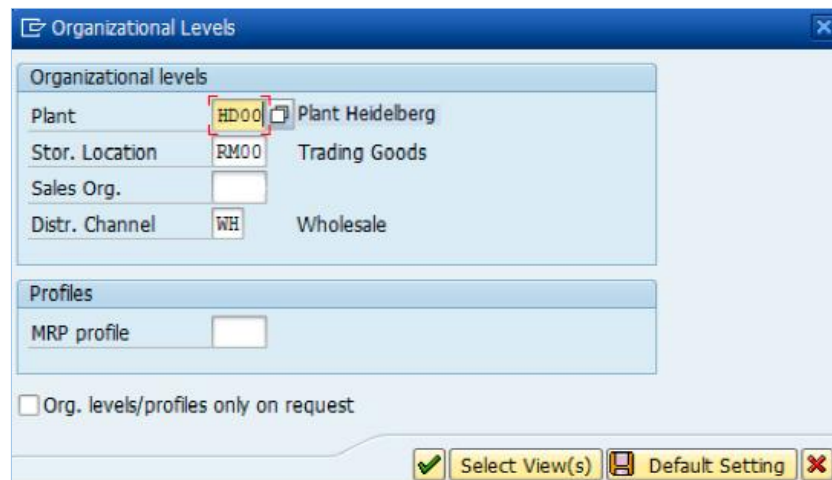 Organizational Levels
Organizational levels
Plant HD00 Plant Heidelberg
Stor. Location RM00 Trading Goods
Sales Org.
Distr. Channel WH Wholesale
Profiles
MRP profile
Org. levels/profiles only on request
Select View(s) Default Setting